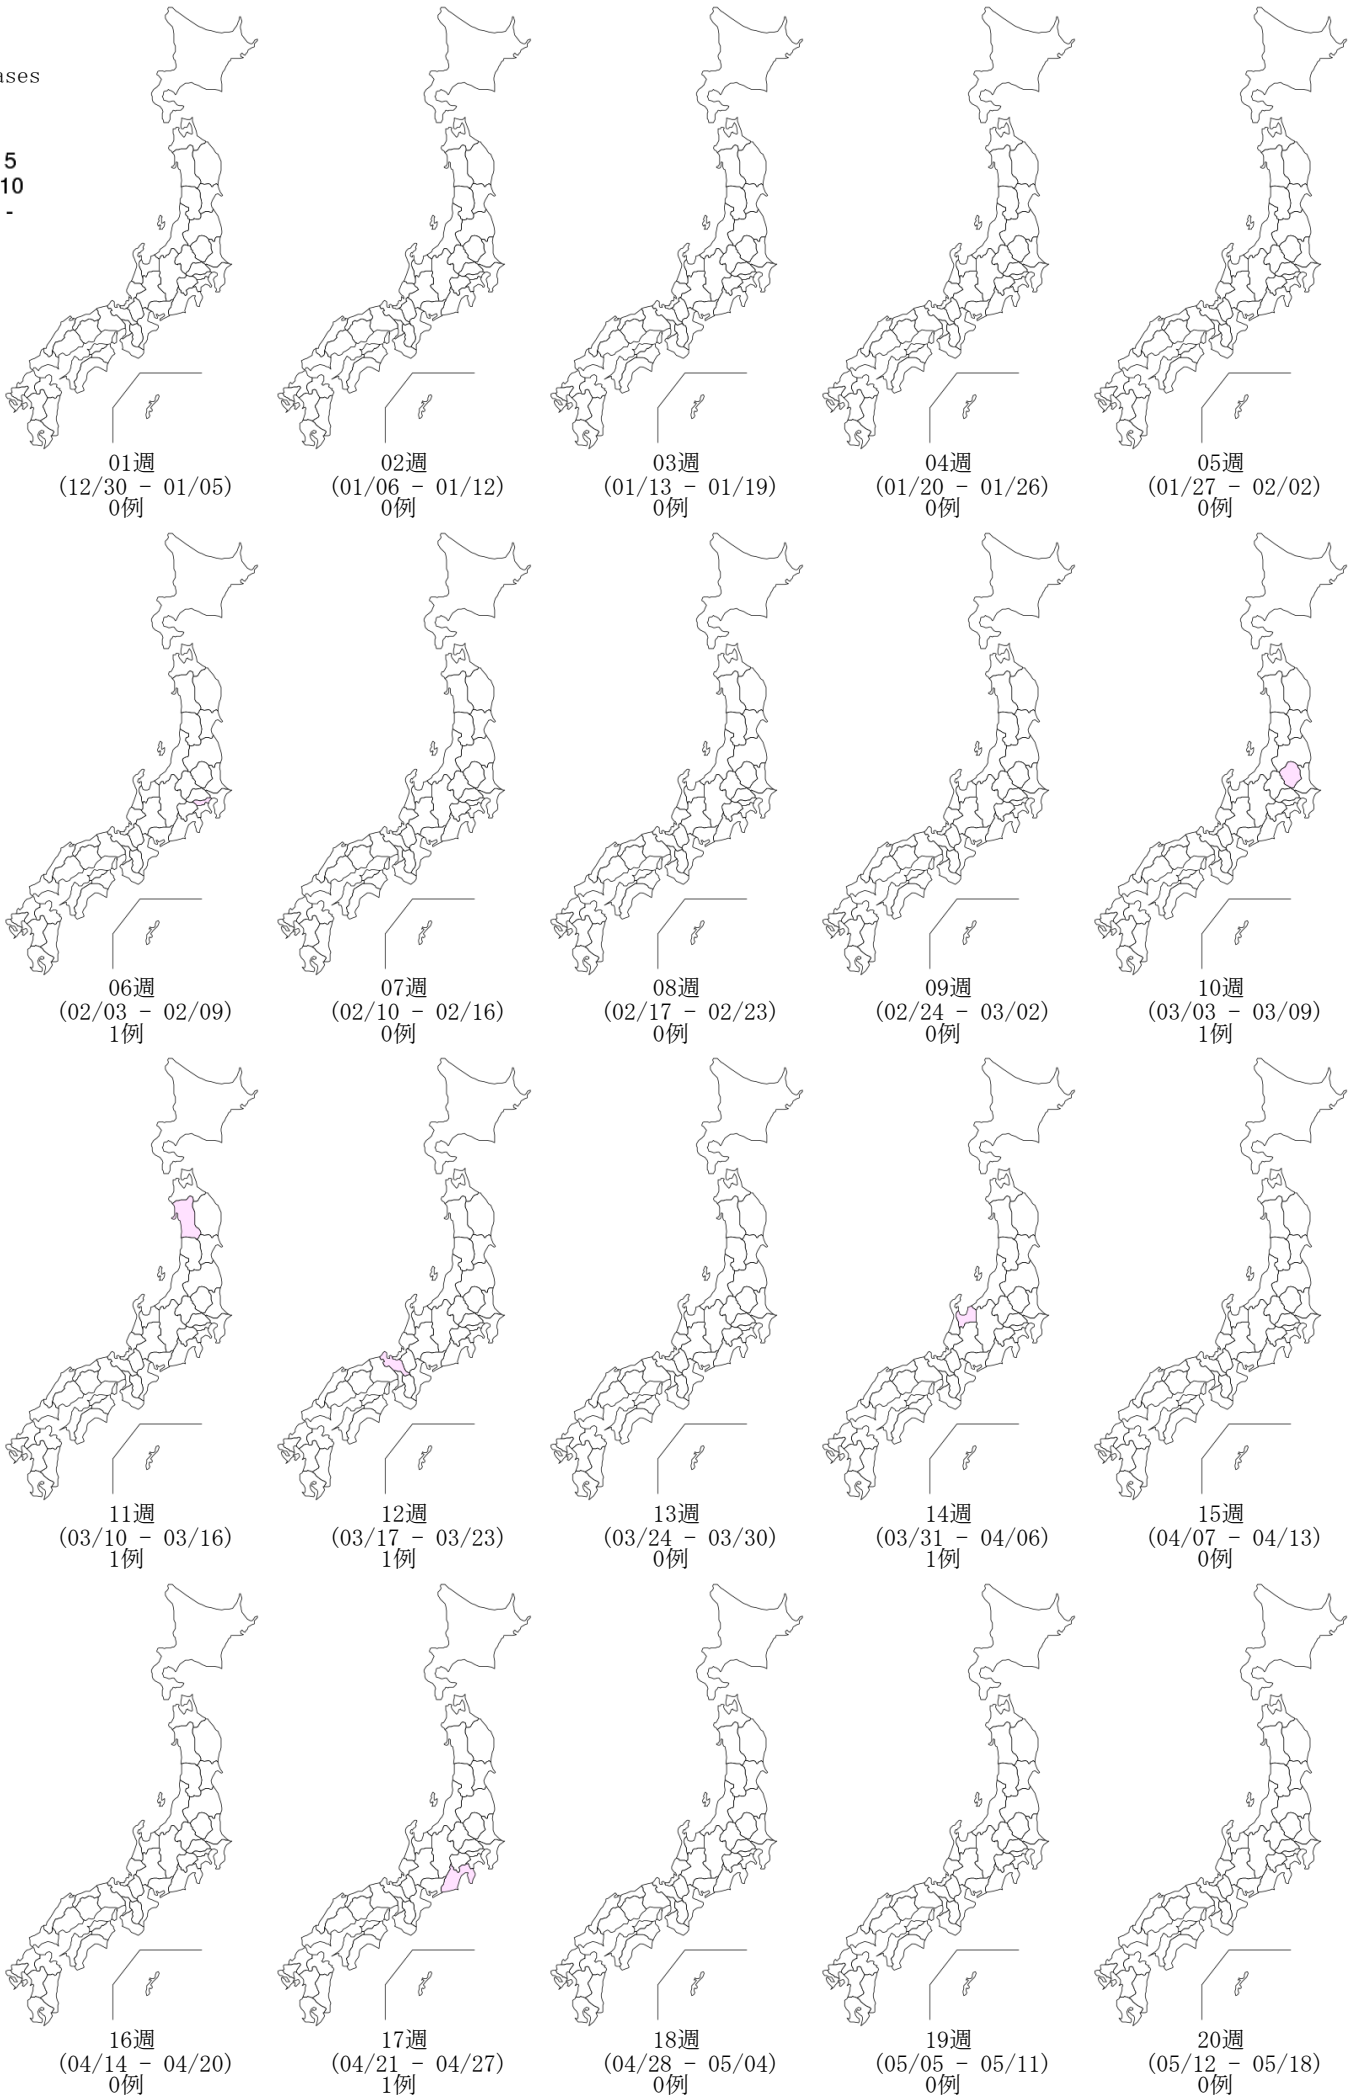 ases
5
10
-
01週
(12/30 - 01/05)
0例
02週
(01/06 - 01/12)
0例
03週
(01/13 - 01/19)
0例
04週
(01/20 - 01/26)
0例
05週
(01/27 - 02/02)
0例
06週
(02/03 - 02/09)
1例
07週
(02/10 - 02/16)
0例
08週
(02/17 - 02/23)
0例
09週
(02/24 - 03/02)
0例
10週
(03/03 - 03/09)
1例
11週
(03/10 - 03/16)
1例
12週
(03/17 - 03/23)
1例
13週
(03/24 - 03/30)
0例
14週
(03/31 - 04/06)
1例
15週
(04/07 - 04/13)
0例
16週
(04/14 - 04/20)
0例
17週
(04/21 - 04/27)
1例
18週
(04/28 - 05/04)
0例
19週
(05/05 - 05/11)
0例
20週
(05/12 - 05/18)
0例